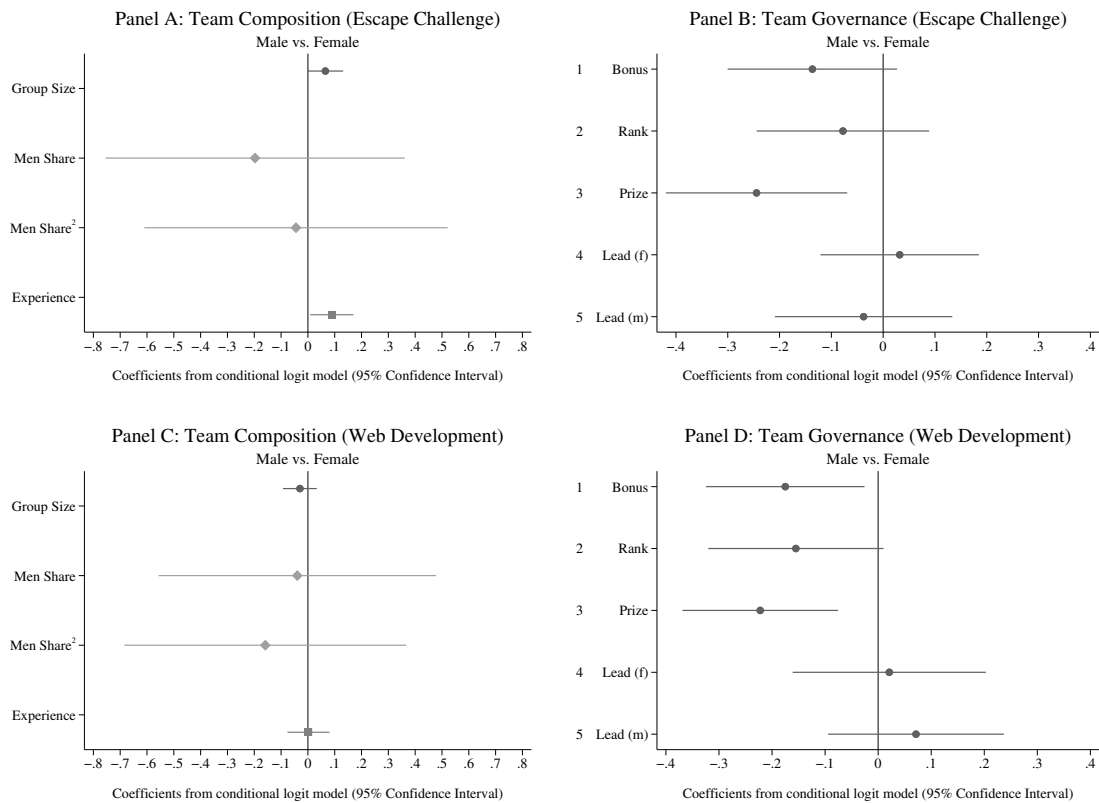 Panel A: Team Composition (Escape Challenge)
Male vs. Female
Group Size
Men Share
Men Share²
Experience
−.8 −.7 −.6 −.5 −.4 −.3 −.2 −.1 0 .1 .2 .3 .4 .5 .6 .7 .8
Coefficients from conditional logit model (95% Confidence Interval)
Panel B: Team Governance (Escape Challenge)
Male vs. Female
1 Bonus
2 Rank
3 Prize
4 Lead (f)
5 Lead (m)
−.4 −.3 −.2 −.1 0 .1 .2 .3 .4
Coefficients from conditional logit model (95% Confidence Interval)
Panel C: Team Composition (Web Development)
Male vs. Female
Group Size
Men Share
Men Share²
Experience
−.8 −.7 −.6 −.5 −.4 −.3 −.2 −.1 0 .1 .2 .3 .4 .5 .6 .7 .8
Coefficients from conditional logit model (95% Confidence Interval)
Panel D: Team Governance (Web Development)
Male vs. Female
1 Bonus
2 Rank
3 Prize
4 Lead (f)
5 Lead (m)
−.4 −.3 −.2 −.1 0 .1 .2 .3 .4
Coefficients from conditional logit model (95% Confidence Interval)